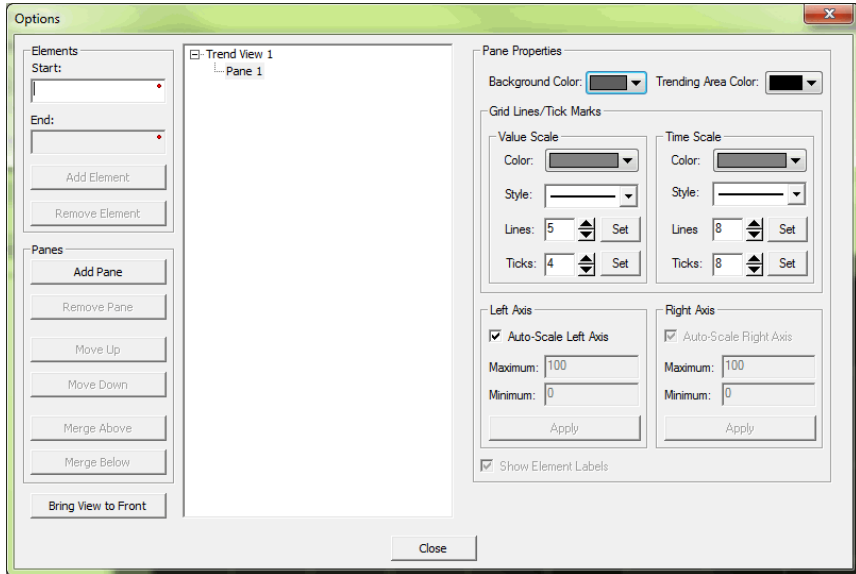 Options
Elements
Start:
End:
Add Element
Remove Element
Panes
Add Pane
Remove Pane
Move Up
Move Down
Merge Above
Merge Below
Bring View to Front
Trend View 1
Pane 1
Pane Properties
Background Color:
Trending Area Color:
Grid Lines/Tick Marks
Value Scale
Color:
Style:
Lines: 5 Set
Ticks: 4 Set
Time Scale
Color:
Style:
Lines 8 Set
Ticks: 8 Set
Left Axis
Auto-Scale Left Axis
Maximum: 100
Minimum: 0
Apply
Right Axis
Auto-Scale Right Axis
Maximum: 100
Minimum: 0
Apply
Show Element Labels
Close